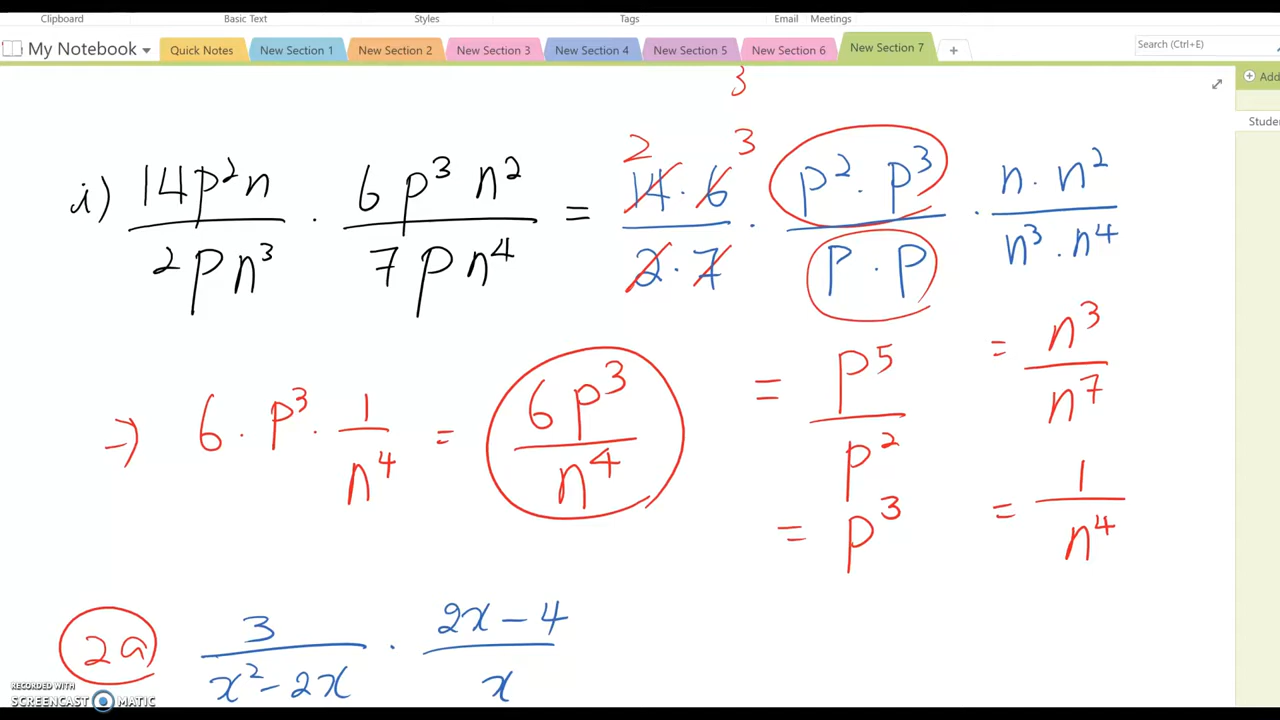 Clipboard Basic Text Styles Tags Email Meetings
My Notebook Quick Notes New Section 1 New Section 2 New Section 3 New Section 4 New Section 5 New Section 6 New Section 7 + Search (Ctrl+E)
Add
Stude
3
i) 14p²n / 2pn³ · 6p³n² / 7pn⁴ = 14·6 / 2·7 · p²·p³ / p·p · n·n² / n³·n⁴
2 3
= p⁵ / p² = n³ / n⁷
⇒ 6 · p³ · 1 / n⁴ = 6p³ / n⁴
= p³ = 1 / n⁴
2a 3 / x²-2x · 2x-4 / x
RECORDED WITH
SCREENCAST MATIC